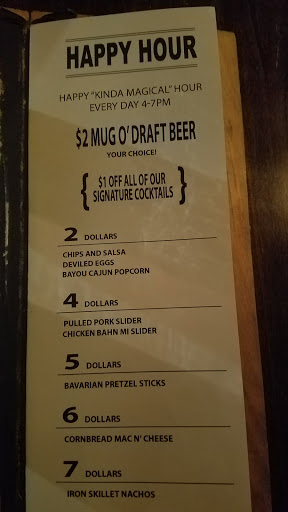 HAPPY HOUR
HAPPY "KINDA MAGICAL" HOUR
EVERY DAY 4-7PM
$2 MUG O' DRAFT BEER
YOUR CHOICE!
{ $1 OFF ALL OF OUR
SIGNATURE COCKTAILS }
2 DOLLARS
CHIPS AND SALSA
DEVILED EGGS
BAYOU CAJUN POPCORN
4 DOLLARS
PULLED PORK SLIDER
CHICKEN BAHN MI SLIDER
5 DOLLARS
BAVARIAN PRETZEL STICKS
6 DOLLARS
CORNBREAD MAC N' CHEESE
7 DOLLARS
IRON SKILLET NACHOS